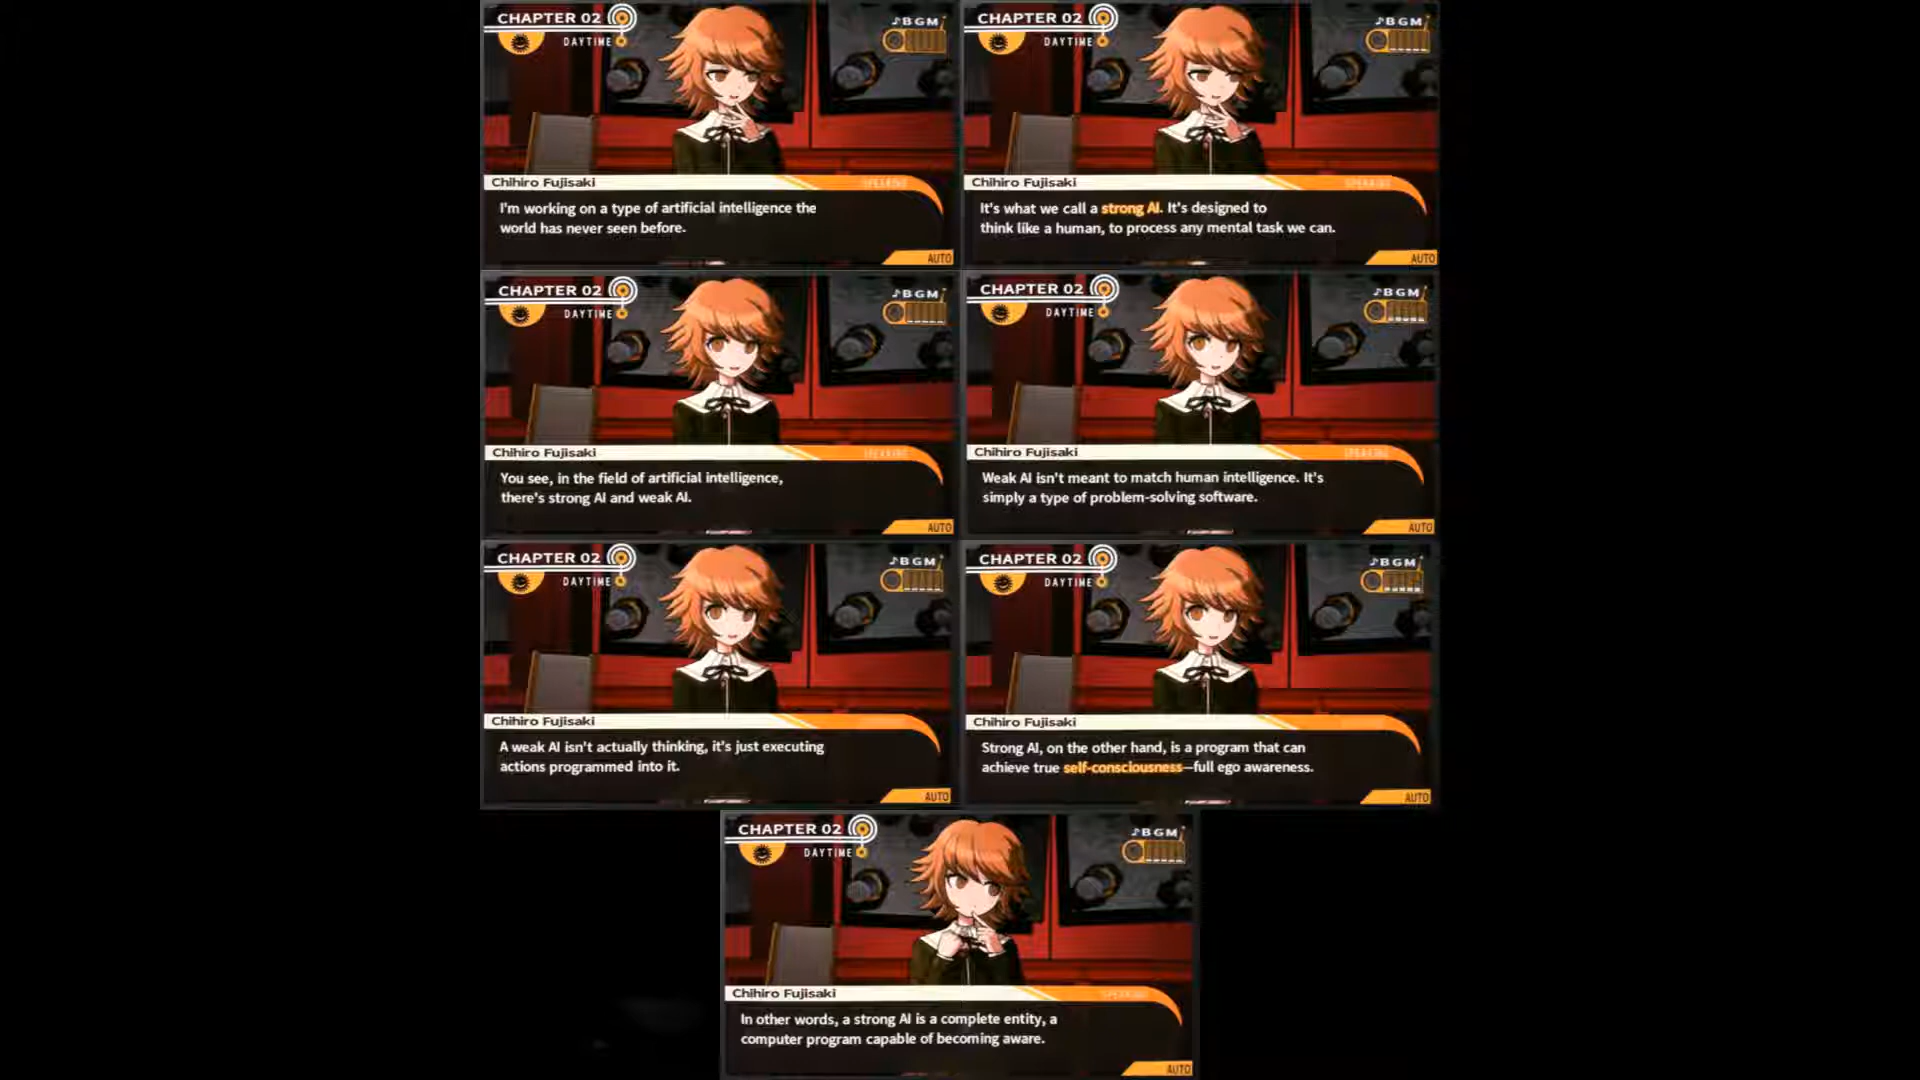 CHAPTER 02
DAYTIME
♪BGM
Chihiro Fujisaki
SPEAKING
I'm working on a type of artificial intelligence the
world has never seen before.
AUTO
CHAPTER 02
DAYTIME
♪BGM
Chihiro Fujisaki
SPEAKING
It's what we call a strong AI. It's designed to
think like a human, to process any mental task we can.
AUTO
CHAPTER 02
DAYTIME
♪BGM
Chihiro Fujisaki
SPEAKING
You see, in the field of artificial intelligence,
there's strong AI and weak AI.
AUTO
CHAPTER 02
DAYTIME
♪BGM
Chihiro Fujisaki
SPEAKING
Weak AI isn't meant to match human intelligence. It's
simply a type of problem-solving software.
AUTO
CHAPTER 02
DAYTIME
♪BGM
Chihiro Fujisaki
A weak AI isn't actually thinking, it's just executing
actions programmed into it.
AUTO
CHAPTER 02
DAYTIME
♪BGM
Chihiro Fujisaki
Strong AI, on the other hand, is a program that can
achieve true self-consciousness—full ego awareness.
AUTO
CHAPTER 02
DAYTIME
♪BGM
Chihiro Fujisaki
SPEAKING
In other words, a strong AI is a complete entity, a
computer program capable of becoming aware.
AUTO